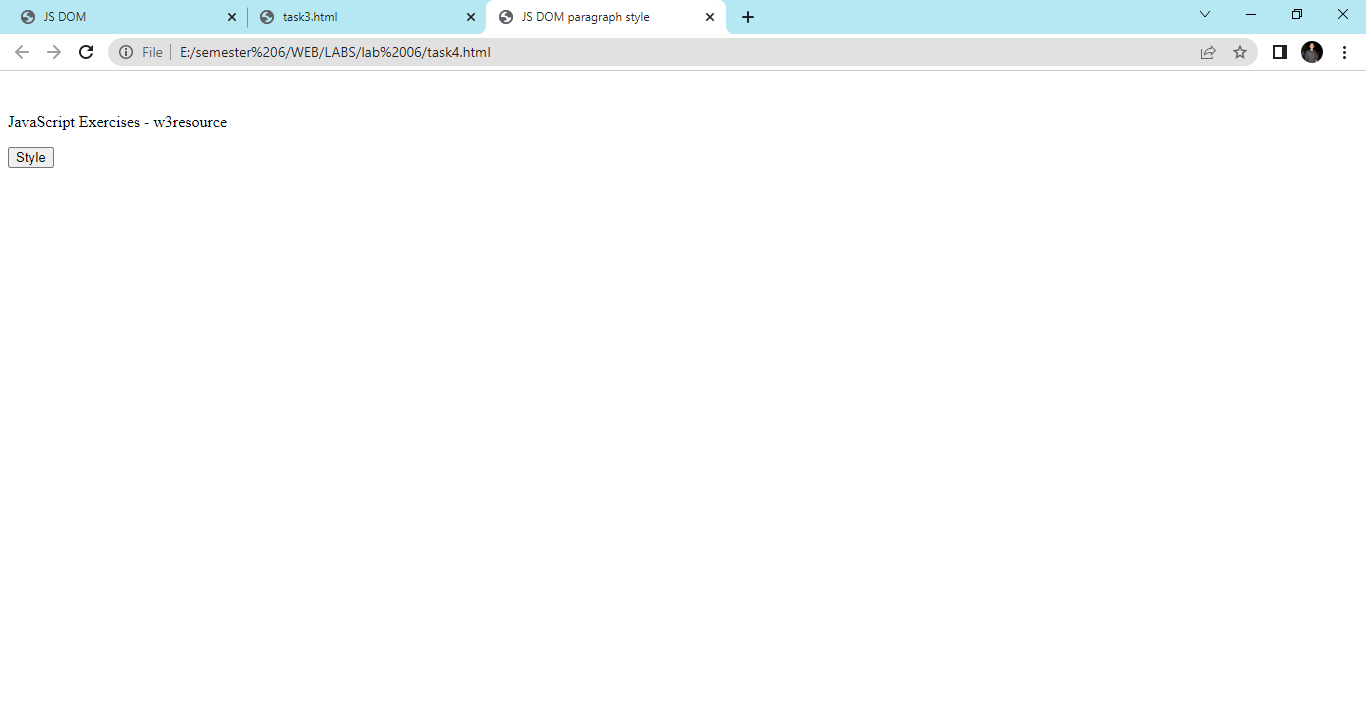 JS DOM
task3.html
JS DOM paragraph style
File
E:/semester%206/WEB/LABS/lab%2006/task4.html
JavaScript Exercises - w3resource
Style